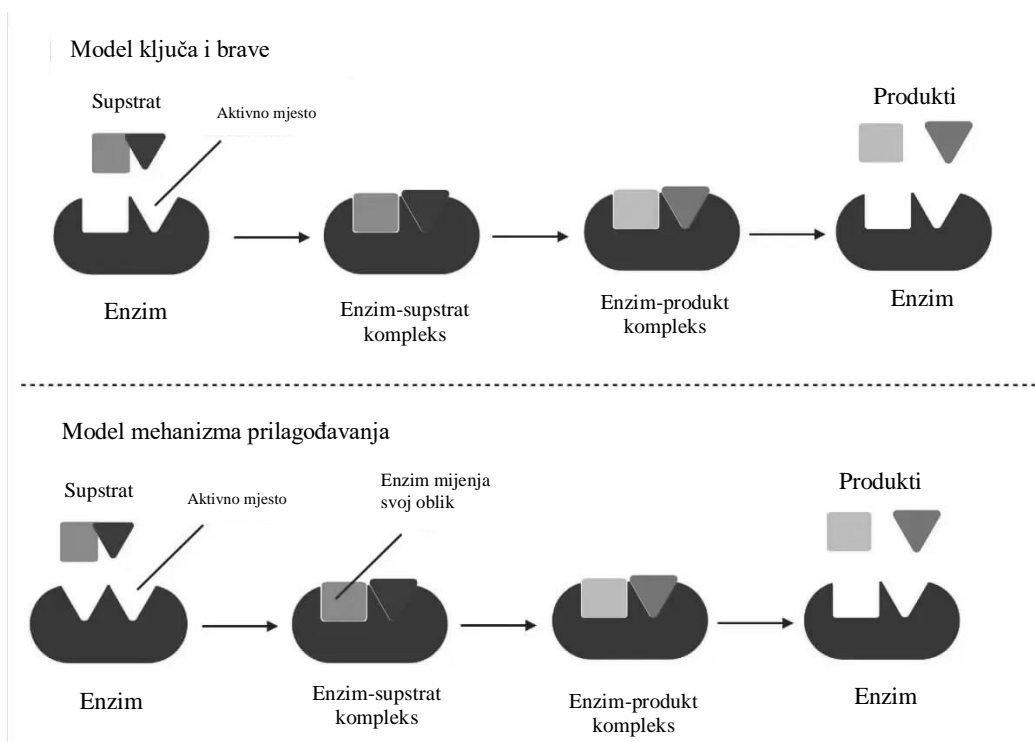 Model ključa i brave
Supstrat
Aktivno mjesto
Produkti
Enzim
Enzim-supstrat
kompleks
Enzim-produkt
kompleks
Enzim
Model mehanizma prilagođavanja
Supstrat
Aktivno mjesto
Enzim mijenja
svoj oblik
Produkti
Enzim
Enzim-supstrat
kompleks
Enzim-produkt
kompleks
Enzim